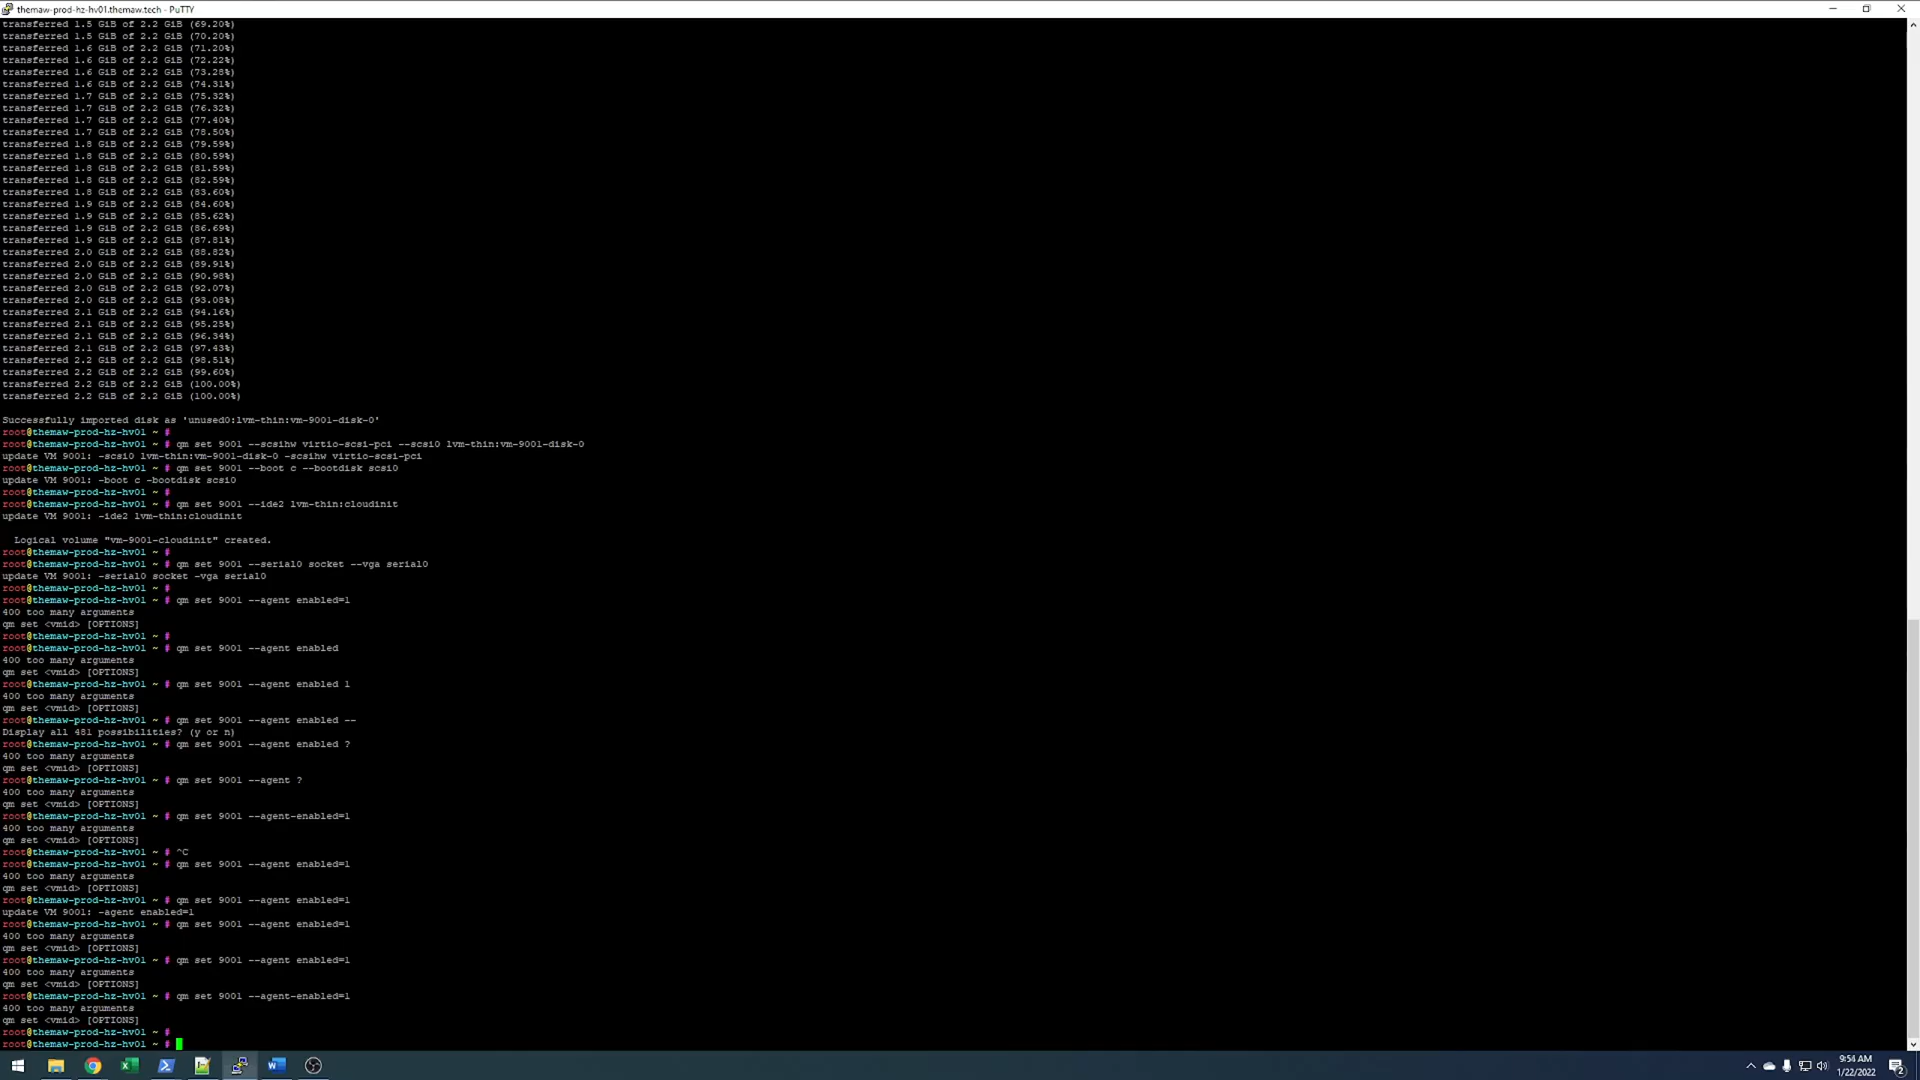 themaw-prod-hz-hv01.themaw.tech - PuTTY
transferred 1.5 GiB of 2.2 GiB (69.20%)
transferred 1.5 GiB of 2.2 GiB (70.20%)
transferred 1.6 GiB of 2.2 GiB (71.20%)
transferred 1.6 GiB of 2.2 GiB (72.22%)
transferred 1.6 GiB of 2.2 GiB (73.28%)
transferred 1.6 GiB of 2.2 GiB (74.31%)
transferred 1.7 GiB of 2.2 GiB (75.32%)
transferred 1.7 GiB of 2.2 GiB (76.32%)
transferred 1.7 GiB of 2.2 GiB (77.40%)
transferred 1.7 GiB of 2.2 GiB (78.50%)
transferred 1.8 GiB of 2.2 GiB (79.59%)
transferred 1.8 GiB of 2.2 GiB (80.59%)
transferred 1.8 GiB of 2.2 GiB (81.59%)
transferred 1.8 GiB of 2.2 GiB (82.59%)
transferred 1.8 GiB of 2.2 GiB (83.60%)
transferred 1.9 GiB of 2.2 GiB (84.60%)
transferred 1.9 GiB of 2.2 GiB (85.62%)
transferred 1.9 GiB of 2.2 GiB (86.69%)
transferred 1.9 GiB of 2.2 GiB (87.81%)
transferred 2.0 GiB of 2.2 GiB (88.82%)
transferred 2.0 GiB of 2.2 GiB (89.91%)
transferred 2.0 GiB of 2.2 GiB (90.98%)
transferred 2.0 GiB of 2.2 GiB (92.07%)
transferred 2.0 GiB of 2.2 GiB (93.08%)
transferred 2.1 GiB of 2.2 GiB (94.16%)
transferred 2.1 GiB of 2.2 GiB (95.25%)
transferred 2.1 GiB of 2.2 GiB (96.34%)
transferred 2.1 GiB of 2.2 GiB (97.43%)
transferred 2.2 GiB of 2.2 GiB (98.51%)
transferred 2.2 GiB of 2.2 GiB (99.60%)
transferred 2.2 GiB of 2.2 GiB (100.00%)
transferred 2.2 GiB of 2.2 GiB (100.00%)
Successfully imported disk as 'unused0:lvm-thin:vm-9001-disk-0'
root@themaw-prod-hz-hv01 ~ #
root@themaw-prod-hz-hv01 ~ # qm set 9001 --scsihw virtio-scsi-pci --scsi0 lvm-thin:vm-9001-disk-0
update VM 9001: -scsi0 lvm-thin:vm-9001-disk-0 -scsihw virtio-scsi-pci
root@themaw-prod-hz-hv01 ~ # qm set 9001 --boot c --bootdisk scsi0
update VM 9001: -boot c -bootdisk scsi0
root@themaw-prod-hz-hv01 ~ #
root@themaw-prod-hz-hv01 ~ # qm set 9001 --ide2 lvm-thin:cloudinit
update VM 9001: -ide2 lvm-thin:cloudinit
Logical volume "vm-9001-cloudinit" created.
root@themaw-prod-hz-hv01 ~ #
root@themaw-prod-hz-hv01 ~ # qm set 9001 --serial0 socket --vga serial0
update VM 9001: -serial0 socket -vga serial0
root@themaw-prod-hz-hv01 ~ #
root@themaw-prod-hz-hv01 ~ # qm set 9001 --agent enabled=1
400 too many arguments
qm set <vmid> [OPTIONS]
root@themaw-prod-hz-hv01 ~ #
root@themaw-prod-hz-hv01 ~ # qm set 9001 --agent enabled
400 too many arguments
qm set <vmid> [OPTIONS]
root@themaw-prod-hz-hv01 ~ # qm set 9001 --agent enabled 1
400 too many arguments
qm set <vmid> [OPTIONS]
root@themaw-prod-hz-hv01 ~ # qm set 9001 --agent enabled --
Display all 481 possibilities? (y or n)
root@themaw-prod-hz-hv01 ~ # qm set 9001 --agent enabled ?
400 too many arguments
qm set <vmid> [OPTIONS]
root@themaw-prod-hz-hv01 ~ # qm set 9001 --agent ?
400 too many arguments
qm set <vmid> [OPTIONS]
root@themaw-prod-hz-hv01 ~ # qm set 9001 --agent-enabled=1
400 too many arguments
qm set <vmid> [OPTIONS]
root@themaw-prod-hz-hv01 ~ # ^C
root@themaw-prod-hz-hv01 ~ # qm set 9001 --agent enabled=1
400 too many arguments
qm set <vmid> [OPTIONS]
root@themaw-prod-hz-hv01 ~ # qm set 9001 --agent enabled=1
update VM 9001: -agent enabled=1
root@themaw-prod-hz-hv01 ~ # qm set 9001 --agent enabled=1
400 too many arguments
qm set <vmid> [OPTIONS]
root@themaw-prod-hz-hv01 ~ # qm set 9001 --agent enabled=1
400 too many arguments
qm set <vmid> [OPTIONS]
root@themaw-prod-hz-hv01 ~ # qm set 9001 --agent-enabled=1
400 too many arguments
qm set <vmid> [OPTIONS]
root@themaw-prod-hz-hv01 ~ #
root@themaw-prod-hz-hv01 ~ #
9:54 AM
1/22/2022
2